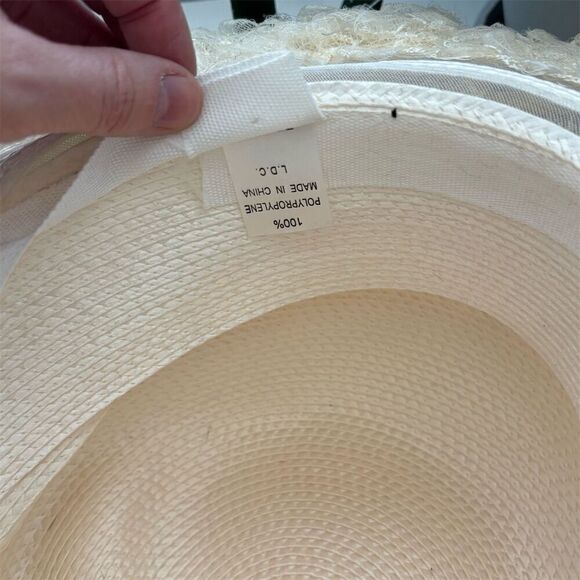 100%
POLYPROPYLENE
MADE IN CHINA
L.D.C.